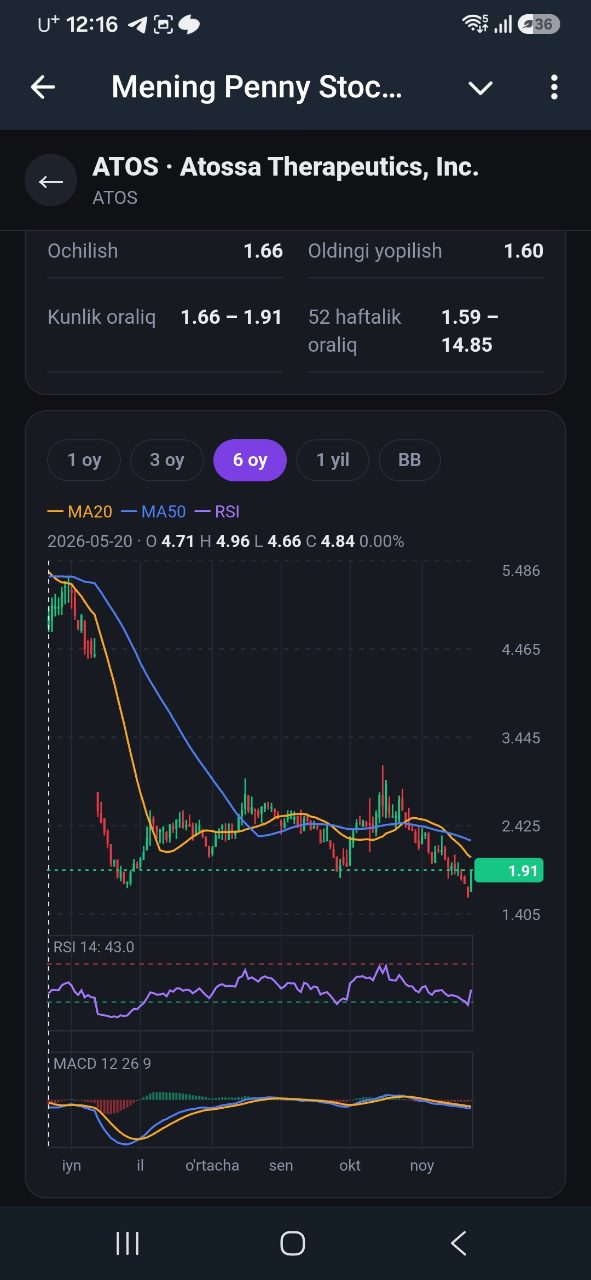 U+ 12:16 36
Mening Penny Stoc...
ATOS · Atossa Therapeutics, Inc.
ATOS
Ochilish 1.66 Oldingi yopilish 1.60
Kunlik oraliq 1.66 – 1.91 52 haftalik oraliq 1.59 – 14.85
1 oy 3 oy 6 oy 1 yil BB
MA20 MA50 RSI
2026-05-20 · O 4.71 H 4.96 L 4.66 C 4.84 0.00%
5.486
4.465
3.445
2.425
1.91
1.405
RSI 14: 43.0
MACD 12 26 9
iyn il o'rtacha sen okt noy